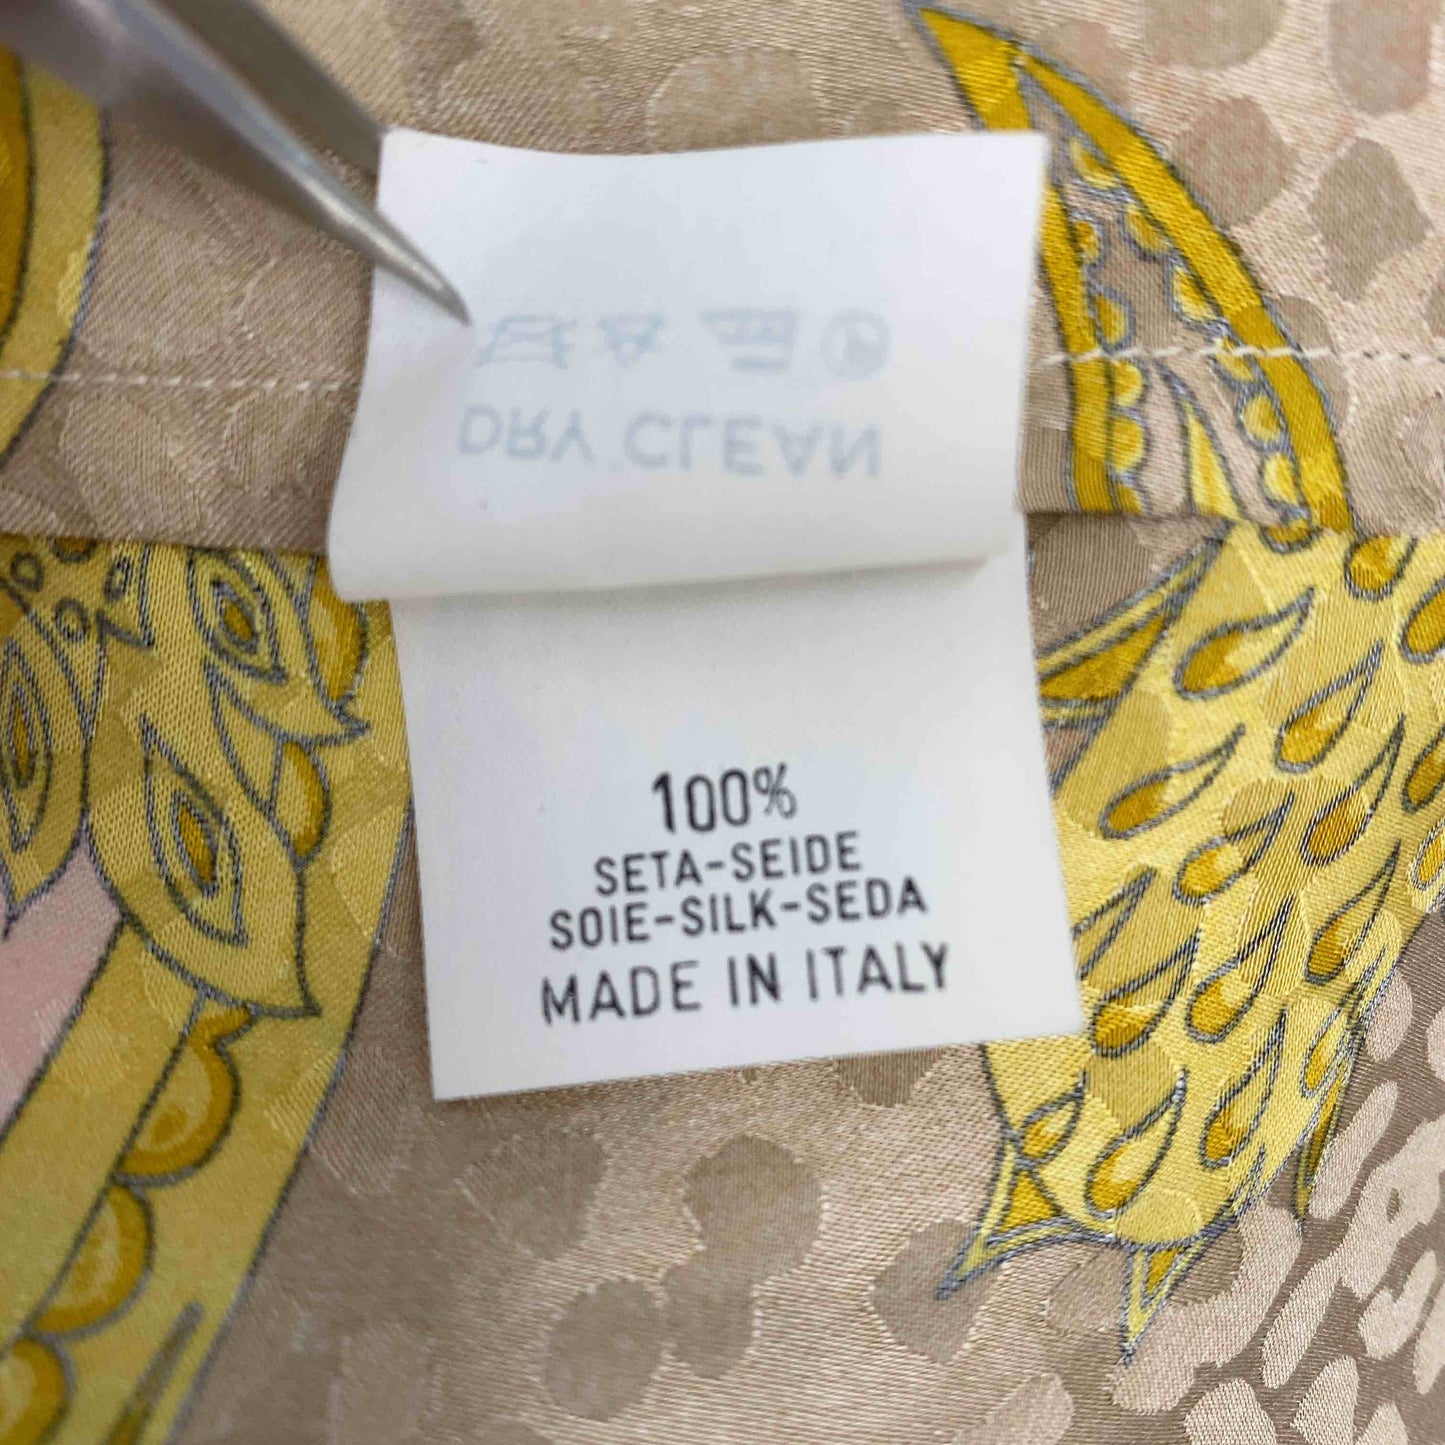 DRY CLEAN
100%
SETA-SEIDE
SOIE-SILK-SEDA
MADE IN ITALY